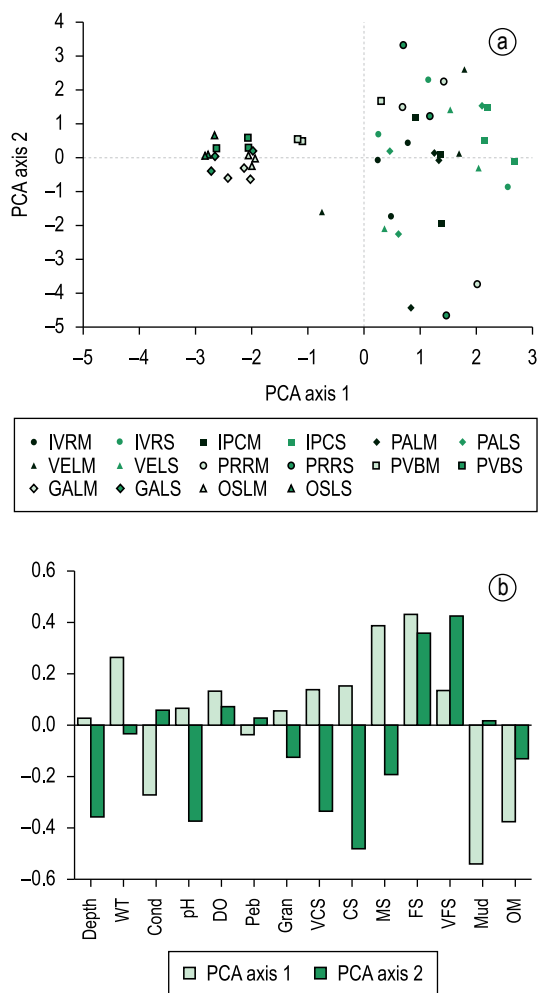 a
4
3
2
1
0
–1
–2
–3
–4
–5
PCA axis 2
–5 –4 –3 –2 –1 0 1 2 3
PCA axis 1
IVRM IVRS IPCM IPCS PALM PALS
VELM VELS PRRM PRRS PVBM PVBS
GALM GALS OSLM OSLS
b
0.6
0.4
0.2
0.0
–0.2
–0.4
–0.6
Depth WT Cond pH DO Peb Gran VCS CS MS FS VFS Mud OM
PCA axis 1 PCA axis 2